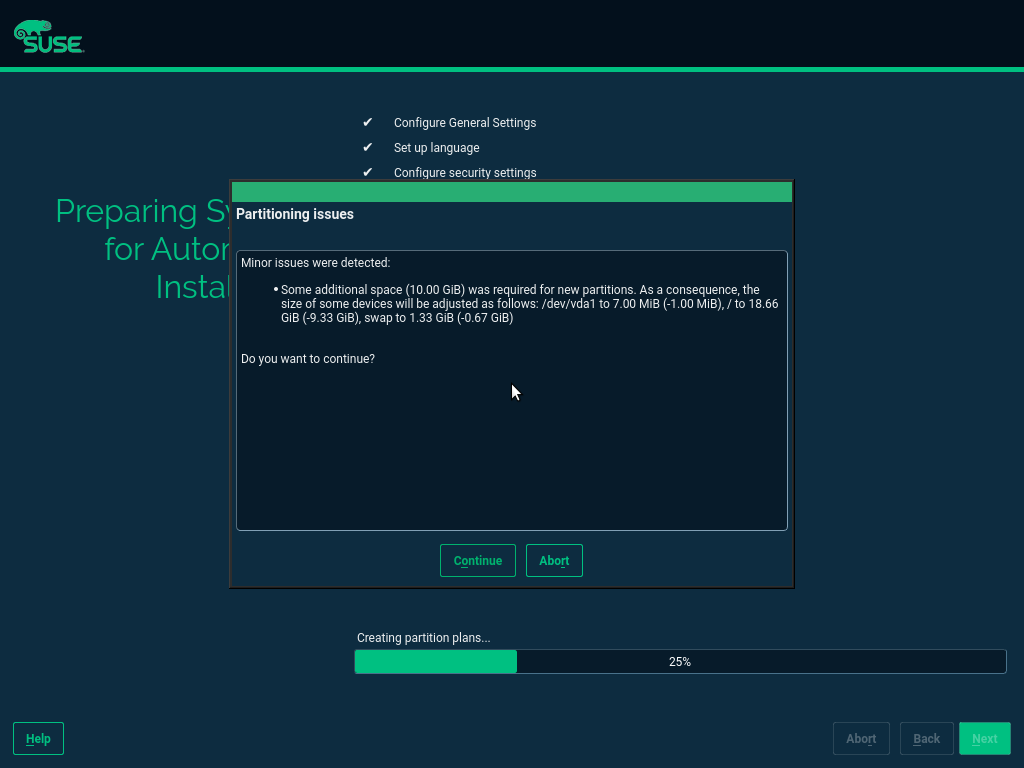 SUSE
✔ Configure General Settings
✔ Set up language
✔ Configure security settings
Preparing Sy
for Autor
Instal
Partitioning issues
Minor issues were detected:
• Some additional space (10.00 GiB) was required for new partitions. As a consequence, the
size of some devices will be adjusted as follows: /dev/vda1 to 7.00 MiB (-1.00 MiB), / to 18.66
GiB (-9.33 GiB), swap to 1.33 GiB (-0.67 GiB)
Do you want to continue?
Continue Abort
Creating partition plans...
25%
Help Abort Back Next